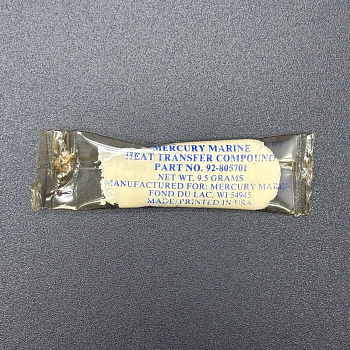 MERCURY MARINE
HEAT TRANSFER COMPOUND
PART NO. 92-805701
NET WT. 9.5 GRAMS
MANUFACTURED FOR: MERCURY MARINE
FOND DU LAC, WI 54945
MADE/PRINTED IN USA